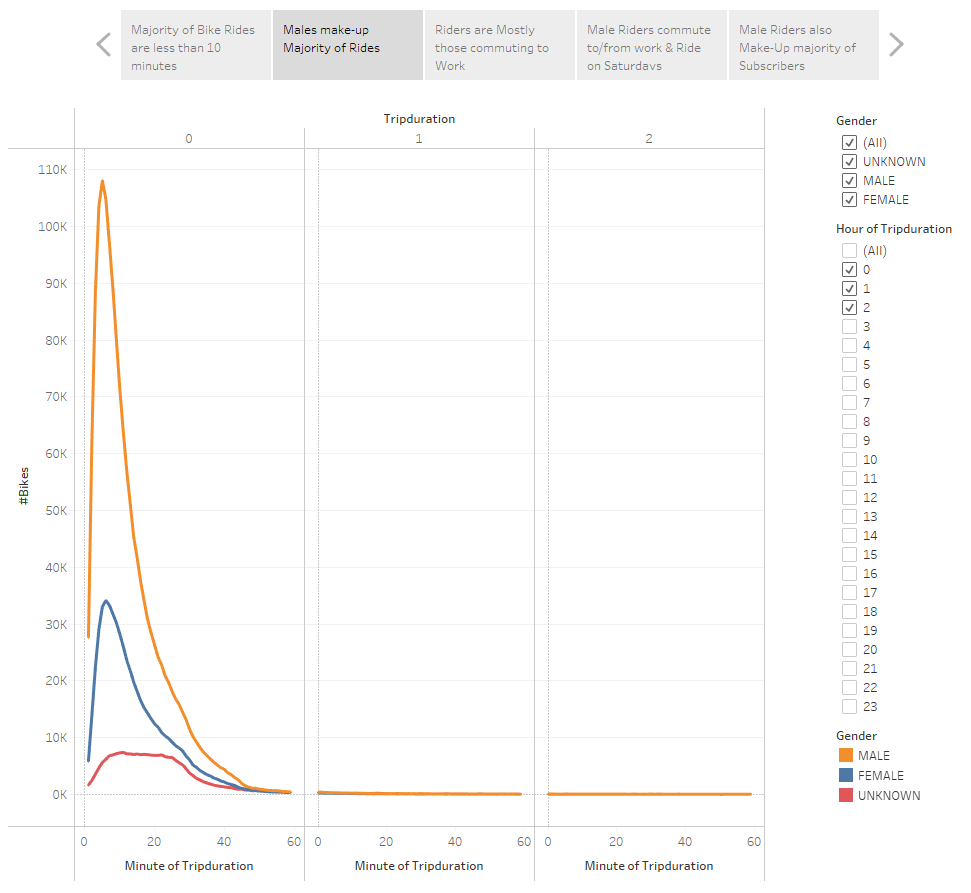 Majority of Bike Rides
are less than 10
minutes
Males make-up
Majority of Rides
Riders are Mostly
those commuting to
Work
Male Riders commute
to/from work & Ride
on Saturdays
Male Riders also
Make-Up majority of
Subscribers
Tripduration
0 1 2
110K
100K
90K
80K
70K
60K
50K
40K
30K
20K
10K
0K
#Bikes
0 20 40 60 0 20 40 60 0 20 40 60
Minute of Tripduration Minute of Tripduration Minute of Tripduration
Gender
(All)
UNKNOWN
MALE
FEMALE
Hour of Tripduration
(All)
0
1
2
3
4
5
6
7
8
9
10
11
12
13
14
15
16
17
18
19
20
21
22
23
Gender
MALE
FEMALE
UNKNOWN